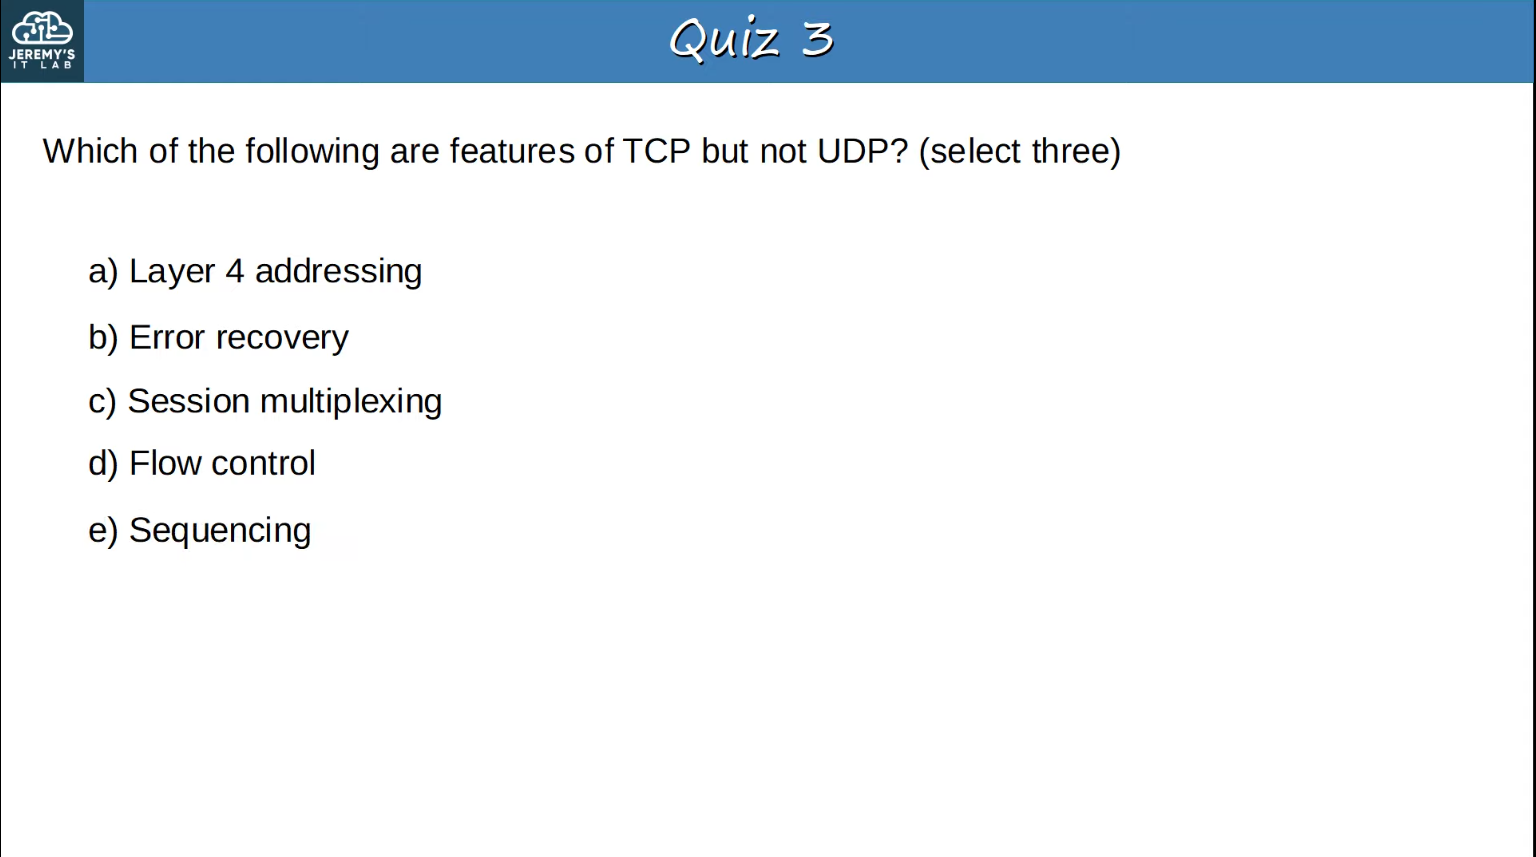 JEREMY'S
IT LAB
Quiz 3
Which of the following are features of TCP but not UDP? (select three)
a) Layer 4 addressing
b) Error recovery
c) Session multiplexing
d) Flow control
e) Sequencing